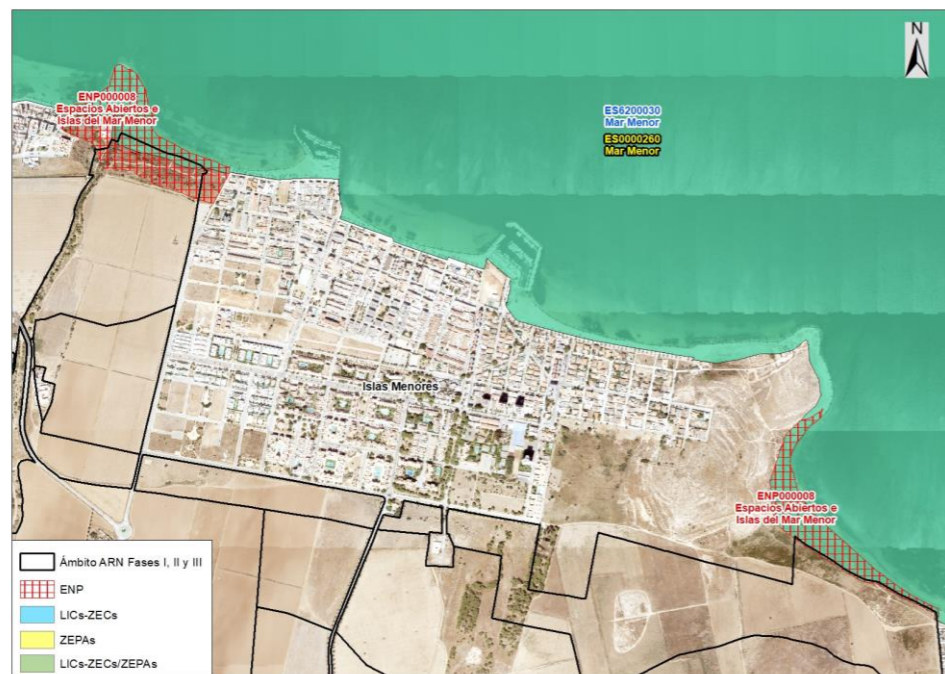 N
ENP000008
Espacios Abiertos e
Islas del Mar Menor
ES6200030
Mar Menor
ES0000260
Mar Menor
Islas Menores
ENP000008
Espacios Abiertos e
Islas del Mar Menor
Ámbito ARN Fases I, II y III
ENP
LICs-ZECs
ZEPAs
LICs-ZECs/ZEPAs